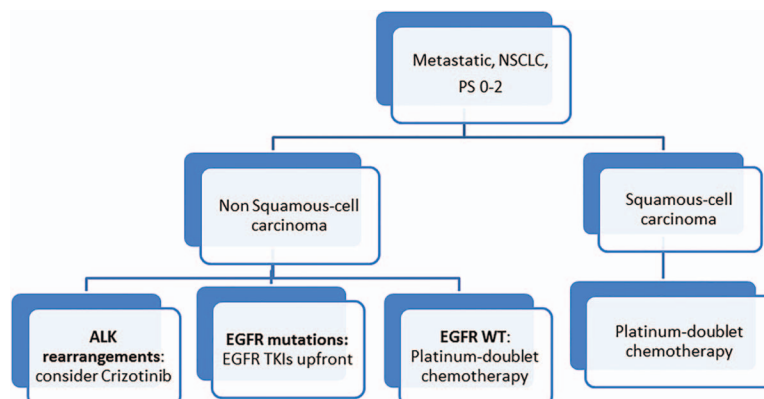 Metastatic, NSCLC,
PS 0-2
Non Squamous-cell
carcinoma
Squamous-cell
carcinoma
ALK
rearrangements:
consider Crizotinib
EGFR mutations:
EGFR TKIs upfront
EGFR WT:
Platinum-doublet
chemotherapy
Platinum-doublet
chemotherapy